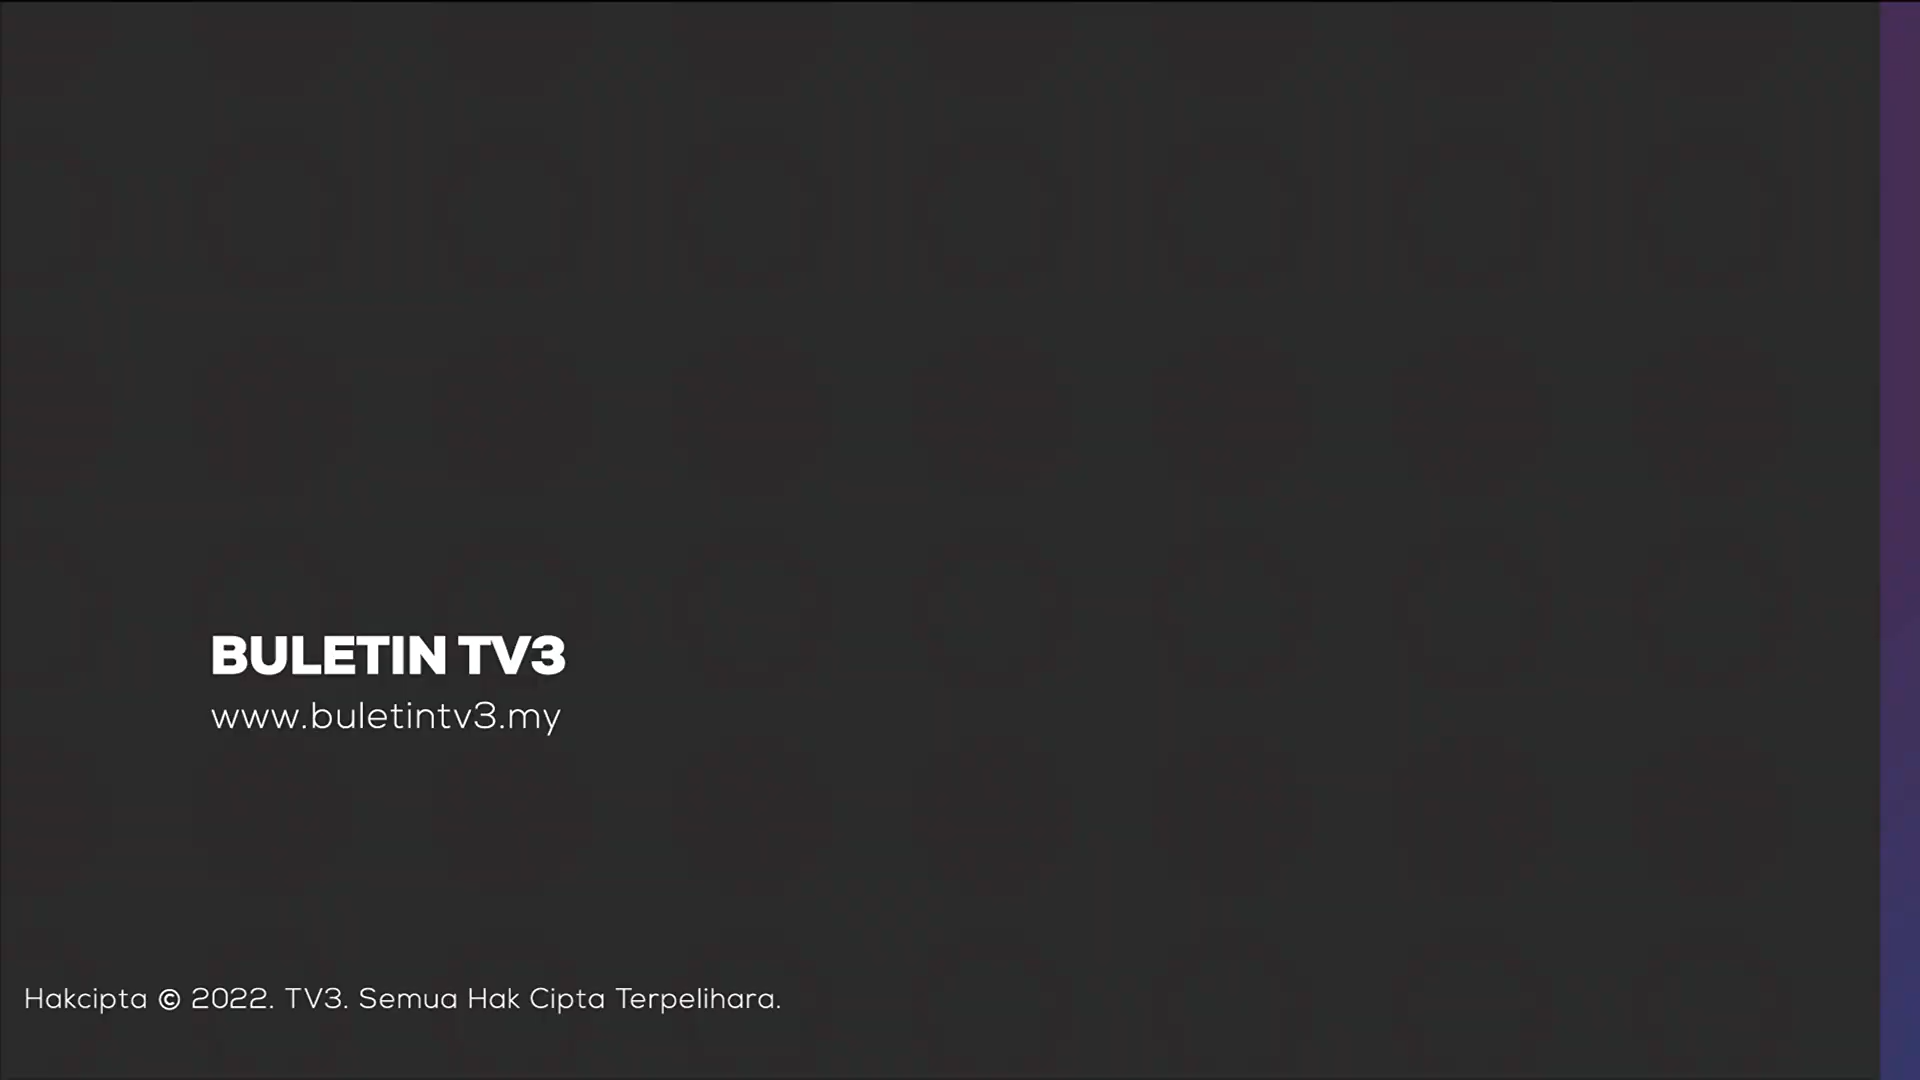 BULETIN TV3
www.buletintv3.my
Hakcipta © 2022. TV3. Semua Hak Cipta Terpelihara.